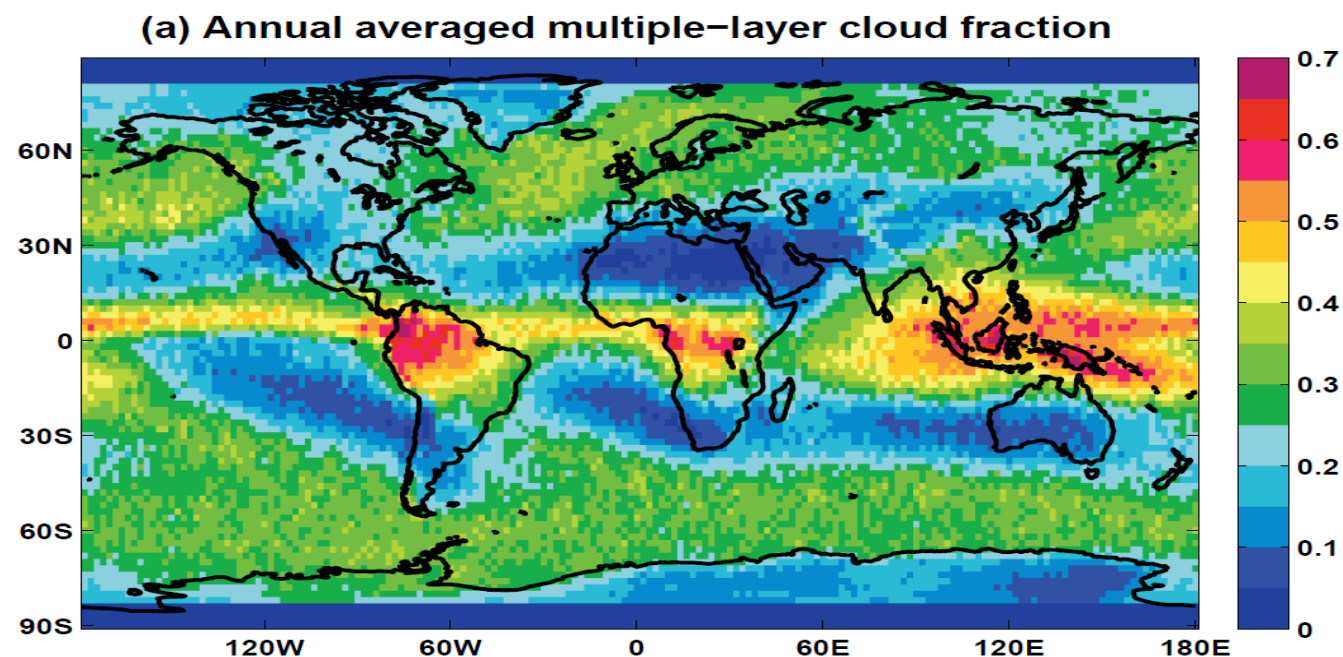 (a) Annual averaged multiple−layer cloud fraction
0.7
60N
0.6
0.5
30N
0.4
0
0.3
30S
0.2
60S
0.1
90S
0
120W 60W 0 60E 120E 180E